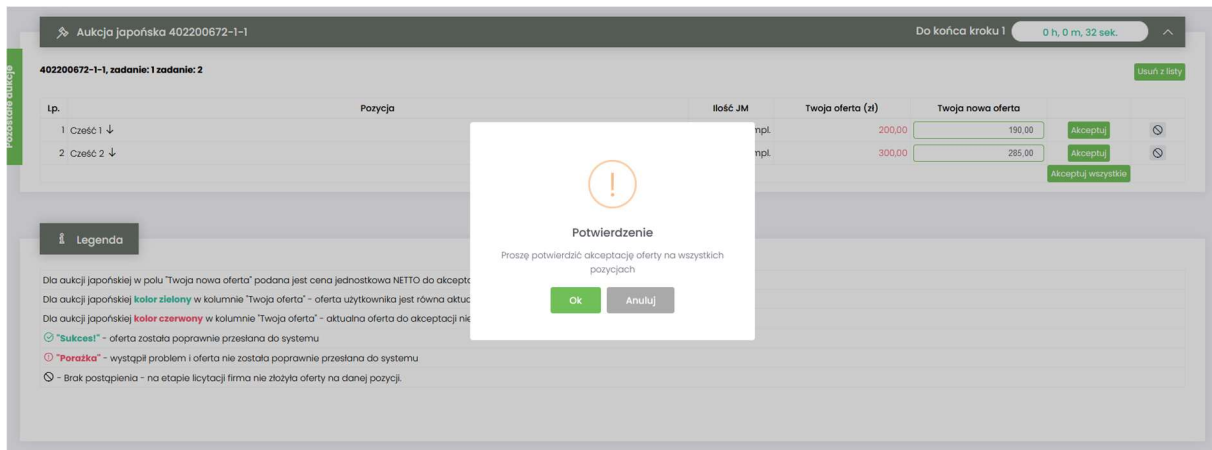 Aukcja japońska 402200672-1-1
Do końca kroku 1 0 h, 0 m, 32 sek.
Pozostałe aukcje
402200672-1-1, zadanie: 1 zadanie: 2
Usuń z listy
Lp. Pozycja Ilość JM Twoja oferta (zł) Twoja nowa oferta
1 Cześć 1 ↓ mpl. 200,00 190,00 Akceptuj
2 Cześć 2 ↓ mpl. 300,00 285,00 Akceptuj
Akceptuj wszystkie
!
Potwierdzenie
Proszę potwierdzić akceptację oferty na wszystkich
pozycjach
Ok Anuluj
Legenda
Dla aukcji japońskiej w polu "Twoja nowa oferta" podana jest cena jednostkowa NETTO do akcepta
Dla aukcji japońskiej kolor zielony w kolumnie "Twoja oferta" - oferta użytkownika jest równa aktua
Dla aukcji japońskiej kolor czerwony w kolumnie "Twoja oferta" - aktualna oferta do akceptacji nie
"Sukces!" - oferta została poprawnie przesłana do systemu
"Porażka" - wystąpił problem i oferta nie została poprawnie przesłana do systemu
- Brak postąpienia - na etapie licytacji firma nie złożyła oferty na danej pozycji.